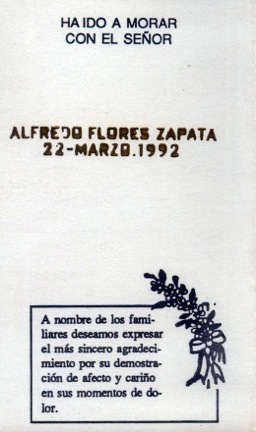 HA IDO A MORAR
CON EL SEÑOR
ALFREDO FLORES ZAPATA
22-MARZO.1992
A nombre de los fami-
liares deseamos expresar
el más sincero agradeci-
miento por su demostra-
ción de afecto y cariño
en sus momentos de do-
lor.